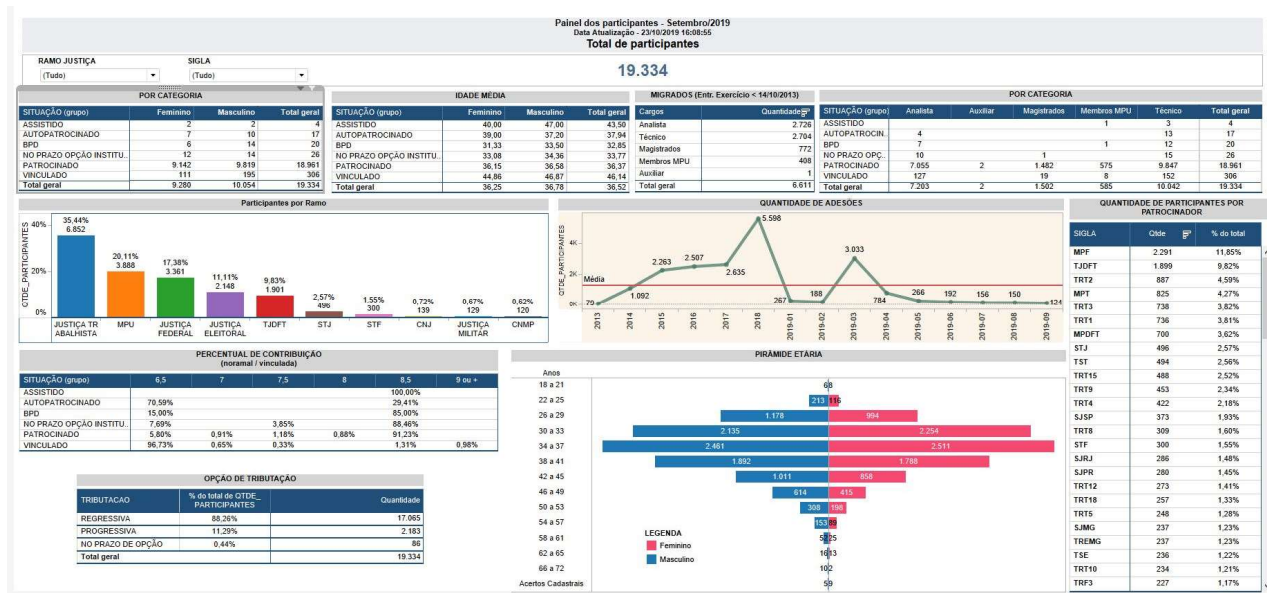 Painel dos participantes - Setembro/2019
Data Atualização - 23/10/2019 16:08:55
Total de participantes
RAMO JUSTIÇA SIGLA
(Tudo) (Tudo)
19.334
POR CATEGORIA
SITUAÇÃO (grupo) Feminino Masculino Total geral
ASSISTIDO 2 2 4
AUTOPATROCINADO 7 10 17
BPD 6 14 20
NO PRAZO OPÇÃO INSTITU.. 12 14 26
PATROCINADO 9.142 9.819 18.961
VINCULADO 111 195 306
Total geral 9.280 10.054 19.334
IDADE MÉDIA
SITUAÇÃO (grupo) Feminino Masculino Total geral
ASSISTIDO 40,00 47,00 43,50
AUTOPATROCINADO 39,00 37,20 37,94
BPD 31,33 33,50 32,85
NO PRAZO OPÇÃO INSTITU.. 33,08 34,36 33,77
PATROCINADO 36,15 36,58 36,37
VINCULADO 44,86 46,87 46,14
Total geral 36,25 36,78 36,52
MIGRADOS (Entr. Exercício < 14/10/2013)
Cargos Quantidade
Analista 2.726
Técnico 2.704
Magistrados 772
Membros MPU 408
Auxiliar 1
Total geral 6.611
POR CATEGORIA
SITUAÇÃO (grupo) Analista Auxiliar Magistrados Membros MPU Técnico Total geral
ASSISTIDO 1 3 4
AUTOPATROCIN.. 4 13 17
BPD 7 1 12 20
NO PRAZO OPÇ.. 10 1 15 26
PATROCINADO 7.055 2 1.482 575 9.847 18.961
VINCULADO 127 19 8 152 306
Total geral 7.203 2 1.502 585 10.042 19.334
Participantes por Ramo
QTDE_PARTICIPANTES
40%
20%
0%
35,44%
6.852
20,11%
3.888
17,38%
3.361
11,11%
2.148
9,83%
1.901
2,57%
496
1,55%
300
0,72%
139
0,67%
129
0,62%
120
JUSTIÇA TR ABALHISTA MPU JUSTIÇA FEDERAL JUSTIÇA ELEITORAL TJDFT STJ STF CNJ JUSTIÇA MILITAR CNMP
QUANTIDADE DE ADESÕES
QTDE_PARTICIPANTES
4K
2K
0K
Média
79 1.092 2.263 2.507 2.635 5.598 267 188 3.033 784 266 192 156 150 124
2013 2014 2015 2016 2017 2018 2019-01 2019-02 2019-03 2019-04 2019-05 2019-06 2019-07 2019-08 2019-09
QUANTIDADE DE PARTICIPANTES POR
PATROCINADOR
SIGLA Qtde % do total
MPF 2.291 11,85%
TJDFT 1.899 9,82%
TRT2 887 4,59%
MPT 825 4,27%
TRT3 738 3,82%
TRT1 736 3,81%
MPDFT 700 3,62%
STJ 496 2,57%
TST 494 2,56%
TRT15 488 2,52%
TRT9 453 2,34%
TRT4 422 2,18%
SJSP 373 1,93%
TRT8 309 1,60%
STF 300 1,55%
SJRJ 286 1,48%
SJPR 280 1,45%
TRT12 273 1,41%
TRT18 257 1,33%
TRT5 248 1,28%
SJMG 237 1,23%
TREMG 237 1,23%
TSE 236 1,22%
TRT10 234 1,21%
TRF3 227 1,17%
PERCENTUAL DE CONTRIBUIÇÃO
(noramal / vinculada)
SITUAÇÃO (grupo) 6,5 7 7,5 8 8,5 9 ou +
ASSISTIDO 100,00%
AUTOPATROCINADO 70,59% 29,41%
BPD 15,00% 85,00%
NO PRAZO OPÇÃO INSTITU.. 7,69% 3,85% 88,46%
PATROCINADO 5,80% 0,91% 1,18% 0,88% 91,23%
VINCULADO 96,73% 0,65% 0,33% 1,31% 0,98%
OPÇÃO DE TRIBUTAÇÃO
TRIBUTACAO % do total de QTDE_ PARTICIPANTES Quantidade
REGRESSIVA 88,26% 17.065
PROGRESSIVA 11,29% 2.183
NO PRAZO DE OPÇÃO 0,44% 86
Total geral 19.334
PIRÂMIDE ETÁRIA
Anos
18 a 21
22 a 25 213 116
26 a 29 1.178 994
30 a 33 2.135 2.254
34 a 37 2.461 2.511
38 a 41 1.892 1.788
42 a 45 1.011 858
46 a 49 614 415
50 a 53 308 198
54 a 57 153 89
58 a 61
62 a 65
66 a 72
Acertos Cadastrais
LEGENDA
Feminino
Masculino